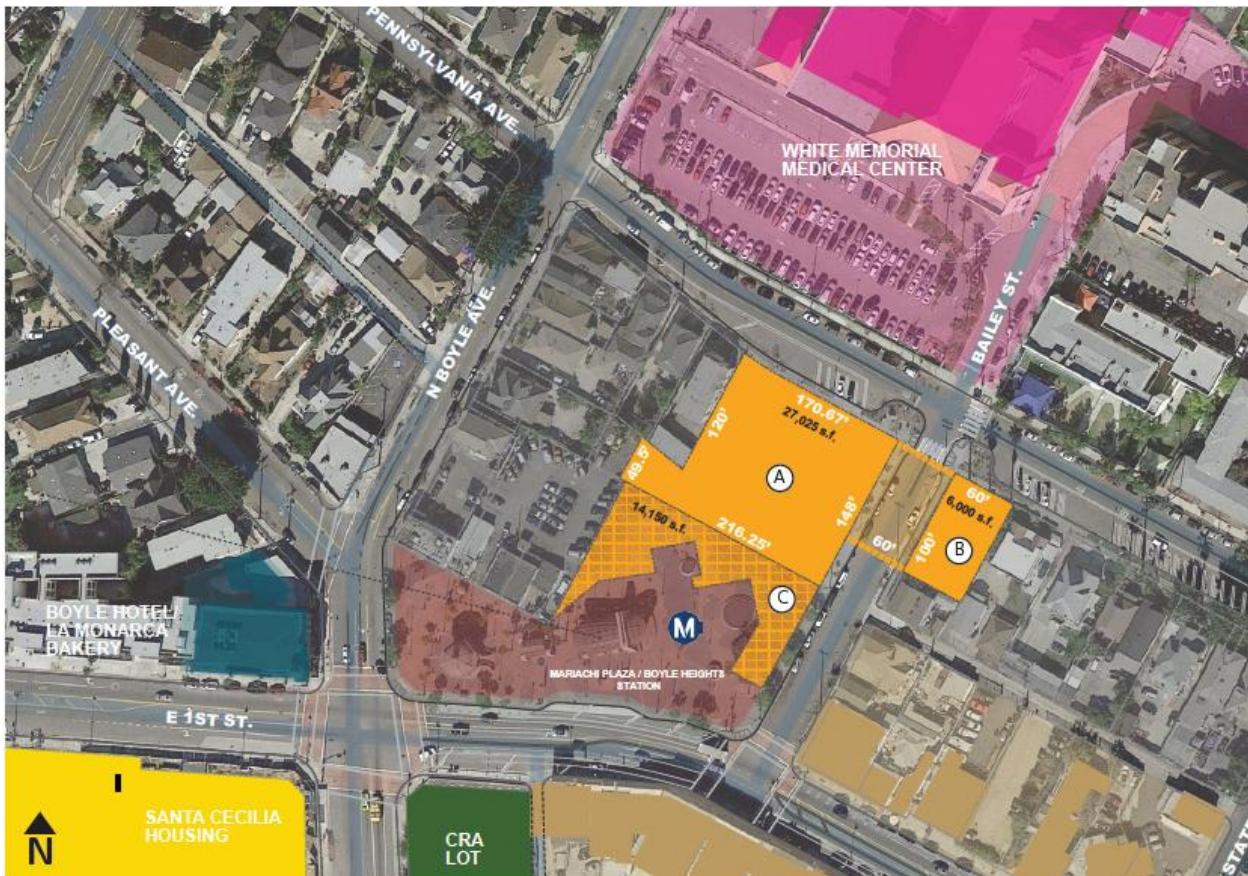 PENNSYLVANIA AVE.
WHITE MEMORIAL
MEDICAL CENTER
BAILEY ST.
PLEASANT AVE.
N BOYLE AVE.
170.67'
27,025 s.f.
120'
A
49.5'
148'
60'
6,000 s.f.
14,150 s.f.
216.25'
60'
100'
B
C
BOYLE HOTEL/
LA MONARCA
BAKERY
M
MARIACHI PLAZA / BOYLE HEIGHTS
STATION
E 1ST ST.
SANTA CECILIA
HOUSING
N
CRA
LOT
STATE